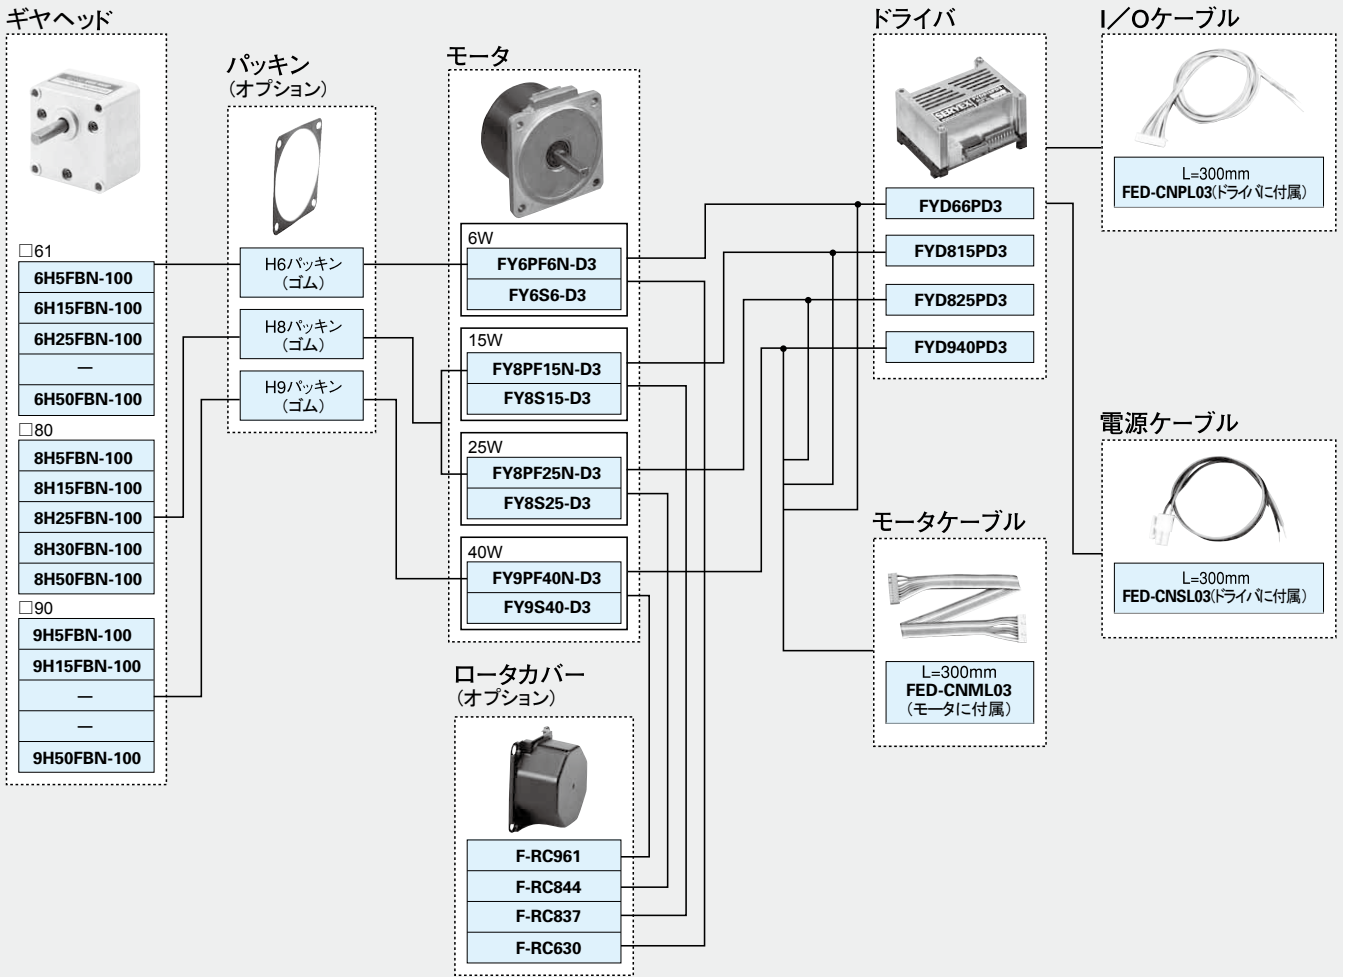 ギヤヘッド
□61
6H5FBN-100
6H15FBN-100
6H25FBN-100
—
6H50FBN-100
□80
8H5FBN-100
8H15FBN-100
8H25FBN-100
8H30FBN-100
8H50FBN-100
□90
9H5FBN-100
9H15FBN-100
—
—
9H50FBN-100
パッキン
(オプション)
H6パッキン
(ゴム)
H8パッキン
(ゴム)
H9パッキン
(ゴム)
モータ
6W
FY6PF6N-D3
FY6S6-D3
15W
FY8PF15N-D3
FY8S15-D3
25W
FY8PF25N-D3
FY8S25-D3
40W
FY9PF40N-D3
FY9S40-D3
ロータカバー
(オプション)
F-RC961
F-RC844
F-RC837
F-RC630
ドライバ
SERVEX
FYD66PD3
FYD815PD3
FYD825PD3
FYD940PD3
モータケーブル
L=300mm
FED-CNML03
(モータに付属)
I/Oケーブル
L=300mm
FED-CNPL03(ドライバに付属)
電源ケーブル
L=300mm
FED-CNSL03(ドライバに付属)